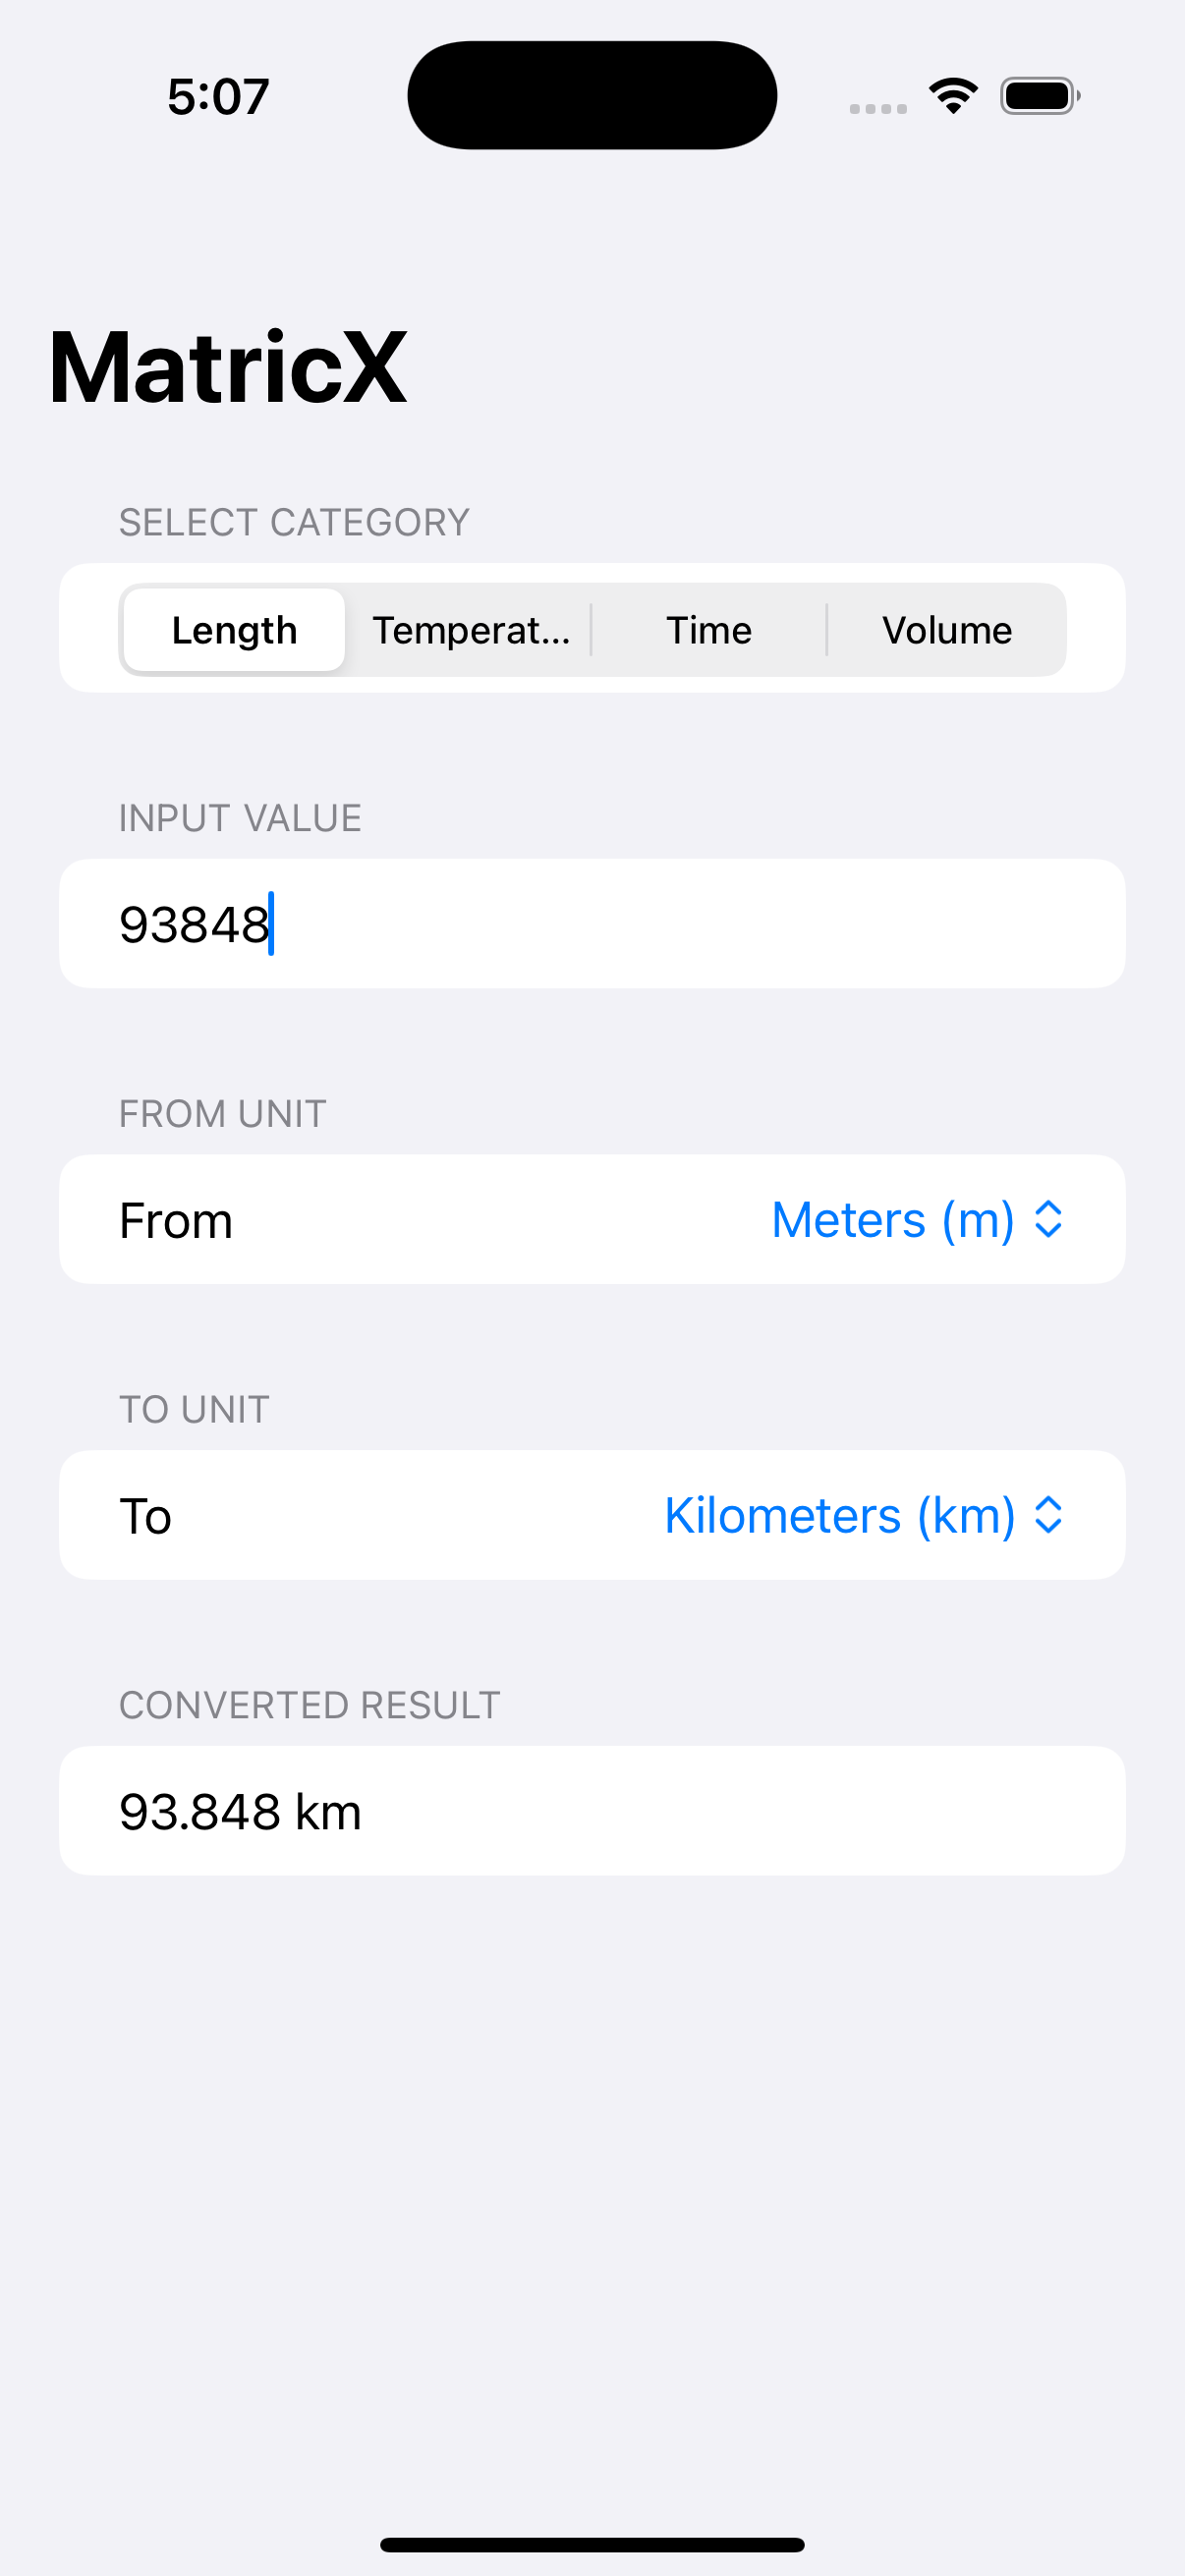 5:07
MatricX
SELECT CATEGORY
Length Temperat... Time Volume
INPUT VALUE
93848
FROM UNIT
From Meters (m)
TO UNIT
To Kilometers (km)
CONVERTED RESULT
93.848 km